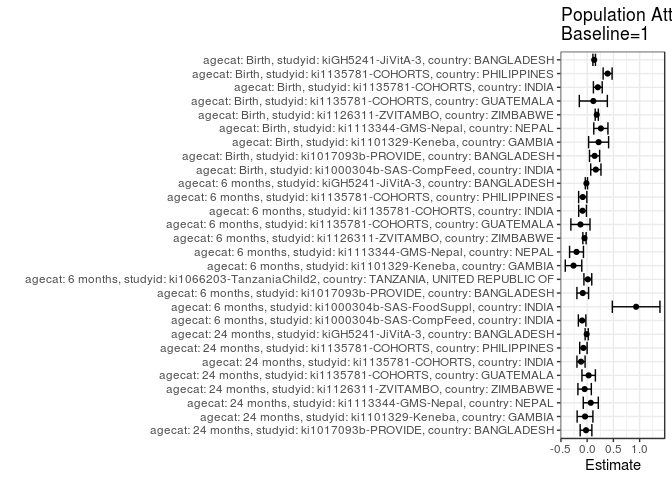 Population Att
Baseline=1
agecat: Birth, studyid: kiGH5241-JiVitA-3, country: BANGLADESH
agecat: Birth, studyid: ki1135781-COHORTS, country: PHILIPPINES
agecat: Birth, studyid: ki1135781-COHORTS, country: INDIA
agecat: Birth, studyid: ki1135781-COHORTS, country: GUATEMALA
agecat: Birth, studyid: ki1126311-ZVITAMBO, country: ZIMBABWE
agecat: Birth, studyid: ki1113344-GMS-Nepal, country: NEPAL
agecat: Birth, studyid: ki1101329-Keneba, country: GAMBIA
agecat: Birth, studyid: ki1017093b-PROVIDE, country: BANGLADESH
agecat: Birth, studyid: ki1000304b-SAS-CompFeed, country: INDIA
agecat: 6 months, studyid: kiGH5241-JiVitA-3, country: BANGLADESH
agecat: 6 months, studyid: ki1135781-COHORTS, country: PHILIPPINES
agecat: 6 months, studyid: ki1135781-COHORTS, country: INDIA
agecat: 6 months, studyid: ki1135781-COHORTS, country: GUATEMALA
agecat: 6 months, studyid: ki1126311-ZVITAMBO, country: ZIMBABWE
agecat: 6 months, studyid: ki1113344-GMS-Nepal, country: NEPAL
agecat: 6 months, studyid: ki1101329-Keneba, country: GAMBIA
agecat: 6 months, studyid: ki1066203-TanzaniaChild2, country: TANZANIA, UNITED REPUBLIC OF
agecat: 6 months, studyid: ki1017093b-PROVIDE, country: BANGLADESH
agecat: 6 months, studyid: ki1000304b-SAS-FoodSuppl, country: INDIA
agecat: 6 months, studyid: ki1000304b-SAS-CompFeed, country: INDIA
agecat: 24 months, studyid: kiGH5241-JiVitA-3, country: BANGLADESH
agecat: 24 months, studyid: ki1135781-COHORTS, country: PHILIPPINES
agecat: 24 months, studyid: ki1135781-COHORTS, country: INDIA
agecat: 24 months, studyid: ki1135781-COHORTS, country: GUATEMALA
agecat: 24 months, studyid: ki1126311-ZVITAMBO, country: ZIMBABWE
agecat: 24 months, studyid: ki1113344-GMS-Nepal, country: NEPAL
agecat: 24 months, studyid: ki1101329-Keneba, country: GAMBIA
agecat: 24 months, studyid: ki1017093b-PROVIDE, country: BANGLADESH
-0.5 0.0 0.5 1.0
Estimate